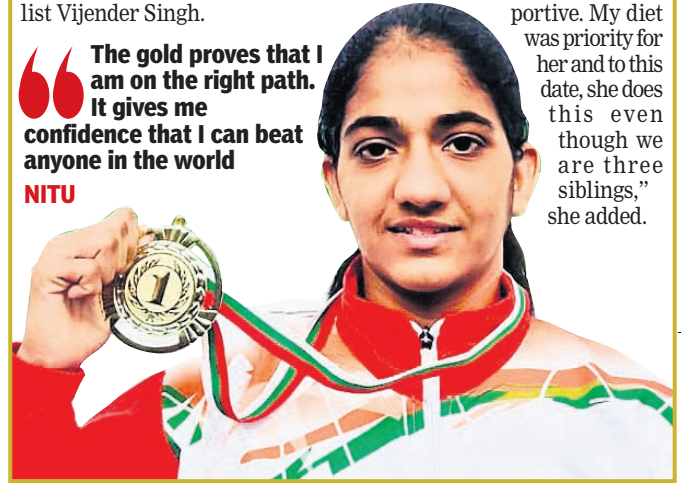 list Vijender Singh.
The gold proves that I
am on the right path.
It gives me
confidence that I can beat
anyone in the world
NITU
1
portive. My diet
was priority for
her and to this
date, she does
this even
though we
are three
siblings,”
she added.